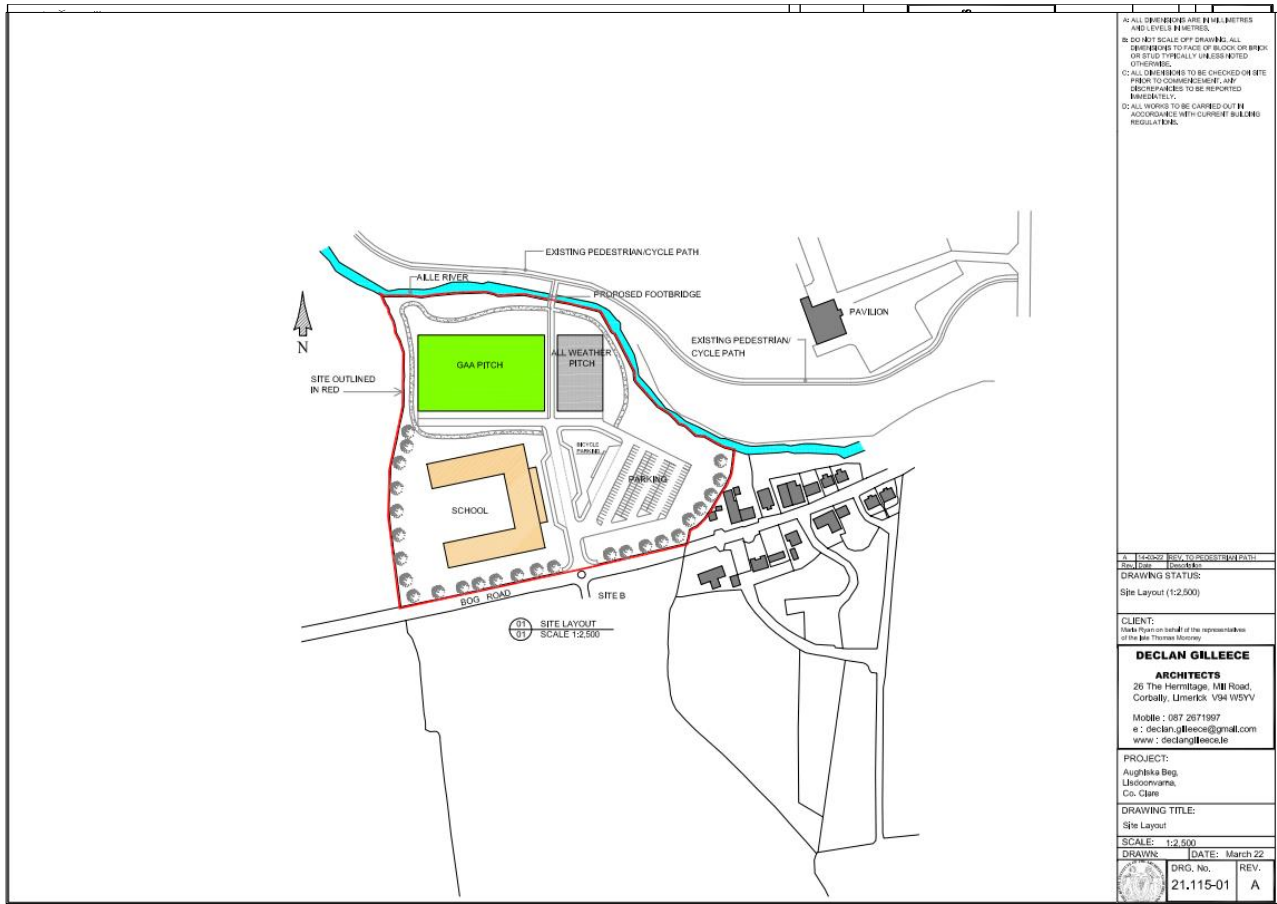 A: ALL DIMENSIONS ARE IN MILLIMETRES
AND LEVELS IN METRES.
B: DO NOT SCALE OFF DRAWING, ALL
DIMENSIONS TO FACE OF BLOCK OR BRICK
OR STUD TYPICALLY UNLESS NOTED
OTHERWISE.
C: ALL DIMENSIONS TO BE CHECKED ON SITE
PRIOR TO COMMENCEMENT, ANY
DISCREPANCIES TO BE REPORTED
IMMEDIATELY.
D: ALL WORKS TO BE CARRIED OUT IN
ACCORDANCE WITH CURRENT BUILDING
REGULATIONS.
EXISTING PEDESTRIAN/CYCLE PATH
AILLE RIVER
PROPOSED FOOTBRIDGE
PAVILION
N
EXISTING PEDESTRIAN/
CYCLE PATH
ALL WEATHER
PITCH
GAA PITCH
SITE OUTLINED
IN RED
BICYCLE
PARKING
PARKING
SCHOOL
BOG ROAD
SITE B
01
01
SITE LAYOUT
SCALE 1:2,500
A 14-03-22 REV. TO PEDESTRIAN PATH
Rev. Date Description
DRAWING STATUS:
Site Layout (1:2,500)
CLIENT:
Maria Ryan on behalf of the representatives
of the late Thomas Moroney
DECLAN GILLEECE
ARCHITECTS
26 The Hermitage, Mill Road,
Corbally, Limerick V94 W5YV
Mobile : 087 2671997
e : declan.gilleece@gmail.com
www : declangilleece.ie
PROJECT:
Aughiska Beg,
Lisdoonvarna,
Co. Clare
DRAWING TITLE:
Site Layout
SCALE: 1:2,500
DRAWN:
DATE: March 22
DRG. No.
21.115-01
REV.
A